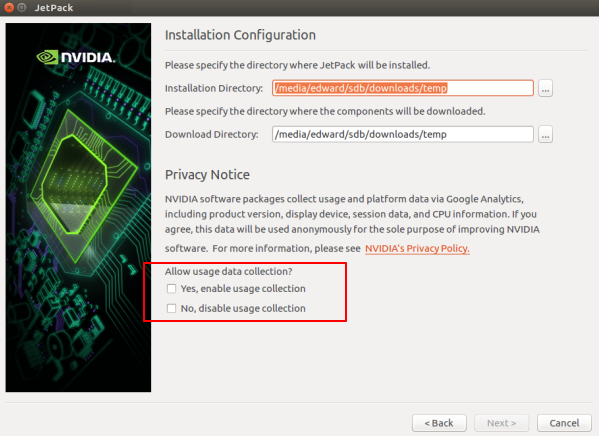 JetPack
NVIDIA.
Installation Configuration
Please specify the directory where JetPack will be installed.
Installation Directory: /media/edward/sdb/downloads/temp ...
Please specify the directory where the components will be downloaded.
Download Directory: /media/edward/sdb/downloads/temp ...
Privacy Notice
NVIDIA software packages collect usage and platform data via Google Analytics,
including product version, display device, session data, and CPU information. If you
agree, this data will be used anonymously for the sole purpose of improving NVIDIA
software. For more information, please see NVIDIA's Privacy Policy.
Allow usage data collection?
Yes, enable usage collection
No, disable usage collection
< Back Next > Cancel